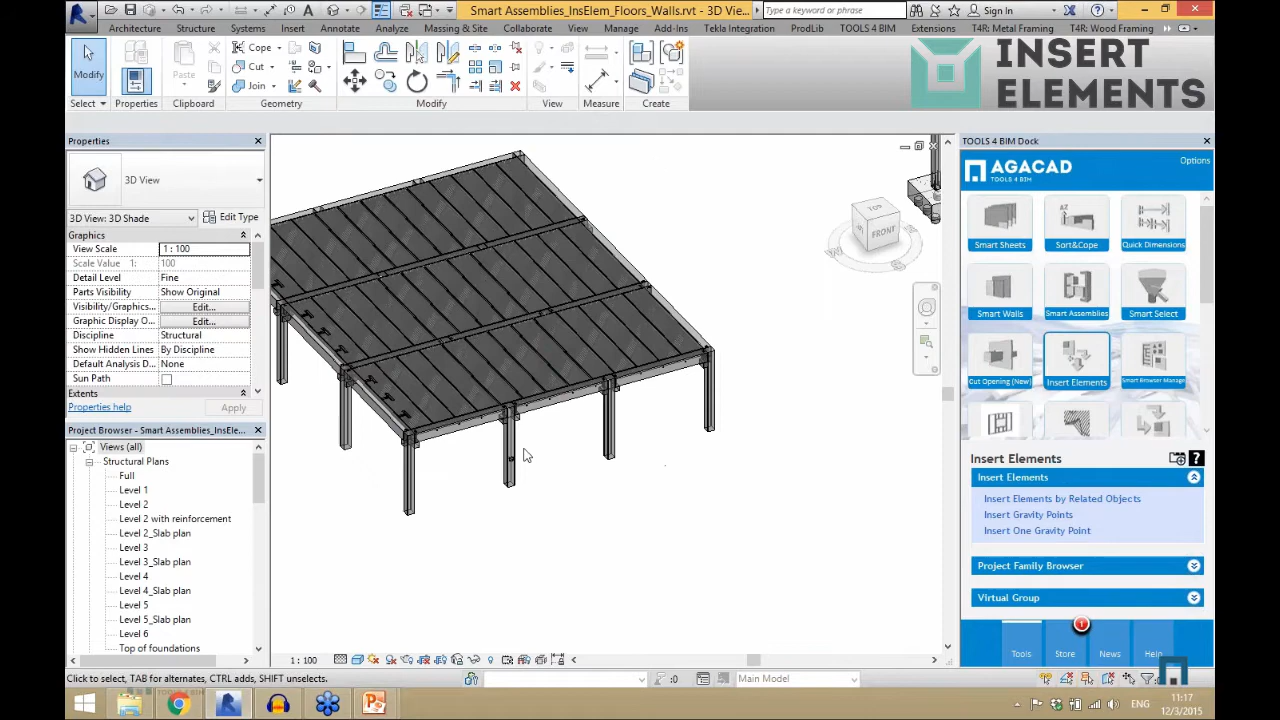 Smart Assemblies_InsElem_Floors_Walls.rvt - 3D Vie...
Type a keyword or phrase
Sign In
Architecture Structure Systems Insert Annotate Analyze Massing & Site Collaborate View Manage Add-Ins Tekla Integration ProdLib TOOLS 4 BIM Extensions T4R: Metal Framing T4R: Wood Framing
INSERT
ELEMENTS
Modify
Cope
Cut
Join
Paste
Select Properties Clipboard Geometry Modify View Measure Create
Properties
3D View
3D View: 3D Shade
Edit Type
Graphics
View Scale 1 : 100
Scale Value 1: 100
Detail Level Fine
Parts Visibility Show Original
Visibility/Graphics... Edit...
Graphic Display O... Edit...
Discipline Structural
Show Hidden Lines By Discipline
Default Analysis D... None
Sun Path
Extents
Properties help
Apply
Project Browser - Smart Assemblies_InsEle...
Views (all)
Structural Plans
Full
Level 1
Level 2
Level 2 with reinforcement
Level 2_Slab plan
Level 3
Level 3_Slab plan
Level 4
Level 4_Slab plan
Level 5
Level 5_Slab plan
Level 6
Top of foundations
TOP
FRONT
1 : 100
TOOLS 4 BIM Dock
AGACAD
TOOLS 4 BIM
Options
Smart Sheets
Sort&Cope
Quick Dimensions
Smart Walls
Smart Assemblies
Smart Select
Cut Opening (New)
Insert Elements
Smart Browser Manage
Insert Elements
?
Insert Elements
Insert Elements by Related Objects
Insert Gravity Points
Insert One Gravity Point
Project Family Browser
Virtual Group
1
Tools
Store
News
Help
Click to select, TAB for alternates, CTRL adds, SHIFT unselects.
:0
Main Model
ENG
11:17
12/3/2015